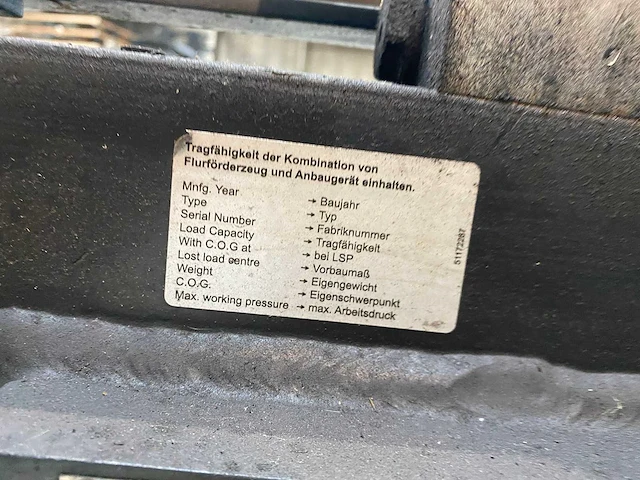 Tragfähigkeit der Kombination von
Flurförderzeug und Anbaugerät einhalten.
Mnfg. Year → Baujahr
Type → Typ
Serial Number → Fabriknummer
Load Capacity → Tragfähigkeit
With C.O.G at → bei LSP
Lost load centre → Vorbaumaß
Weight → Eigengewicht
C.O.G. → Eigenschwerpunkt
Max. working pressure → max. Arbeitsdruck
51172287